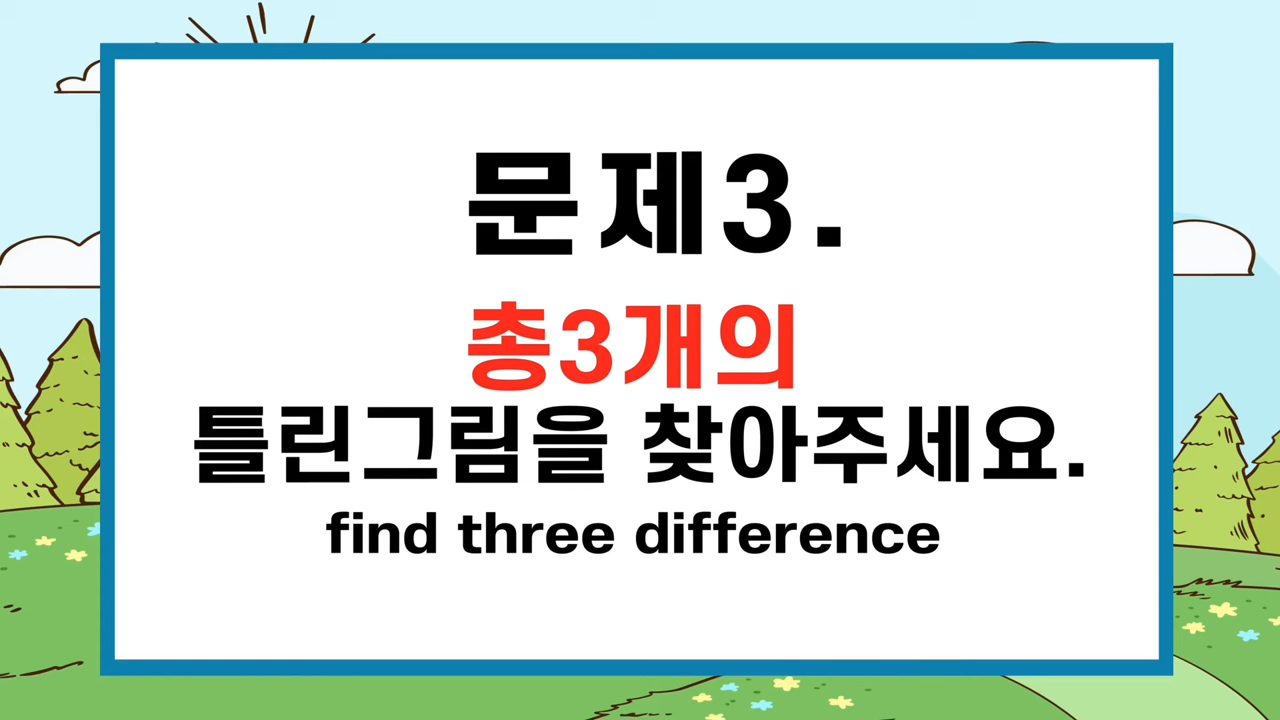 문제3.
총3개의
틀린그림을 찾아주세요.
find three difference